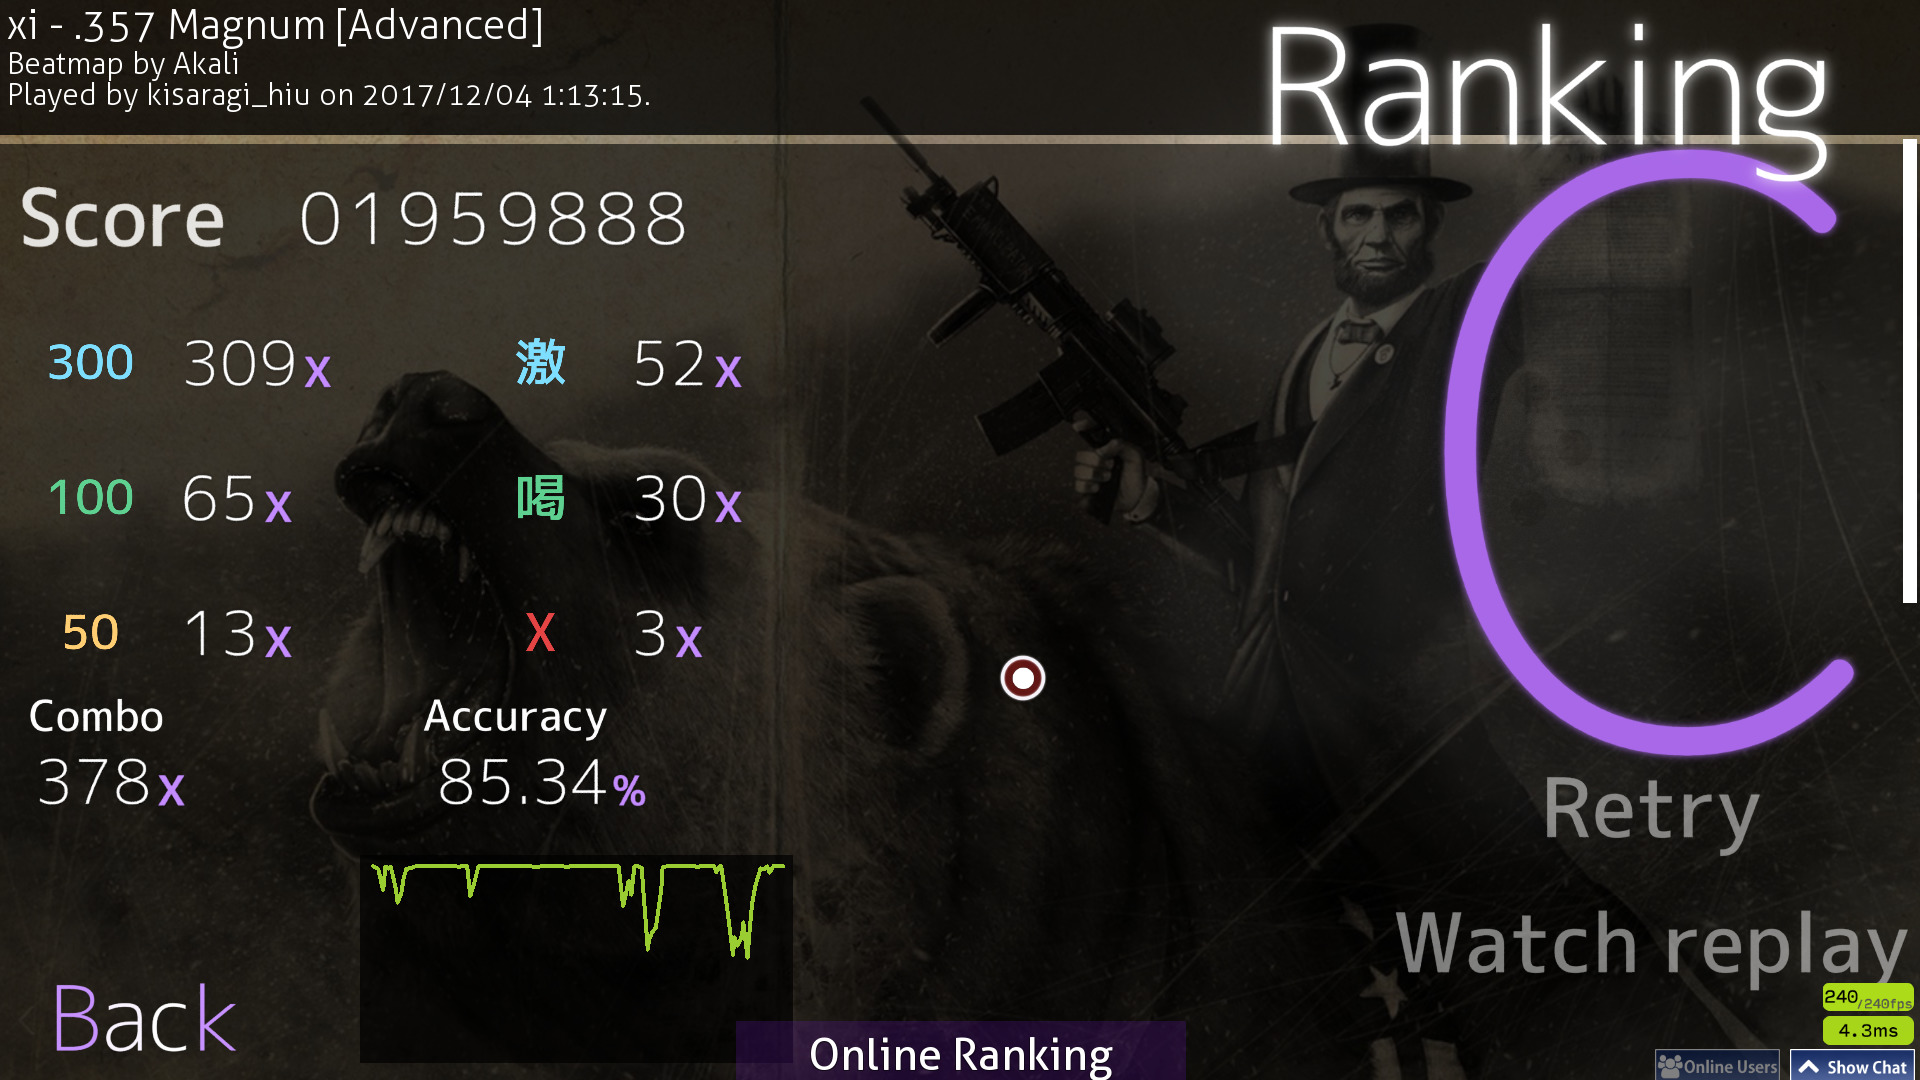 xi - .357 Magnum [Advanced]
Beatmap by Akali
Played by kisaragi_hiu on 2017/12/04 1:13:15.
Ranking
Score 01959888
300 309x 激 52x
100 65x 喝 30x
50 13x X 3x
Combo Accuracy
378x 85.34%
Retry
Watch replay
Back
240/240fps
4.3ms
Online Ranking
Online Users
Show Chat